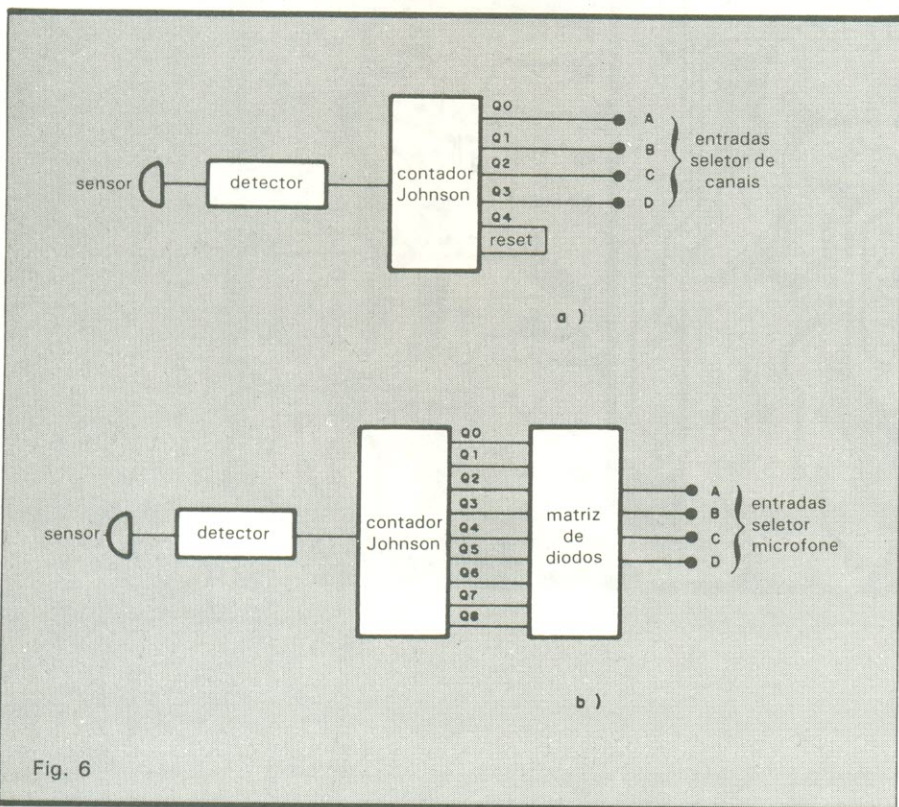 Q0
A
Q1
B
entradas
seletor de
canais
sensor
detector
contador
Johnson
Q2
C
Q3
D
Q4
reset
a )
Q0
Q1
Q2
A
entradas
seletor
microfone
sensor
detector
contador
Johnson
Q3
matriz
de
diodos
B
Q4
C
Q5
D
Q6
Q7
Q8
b )
Fig. 6